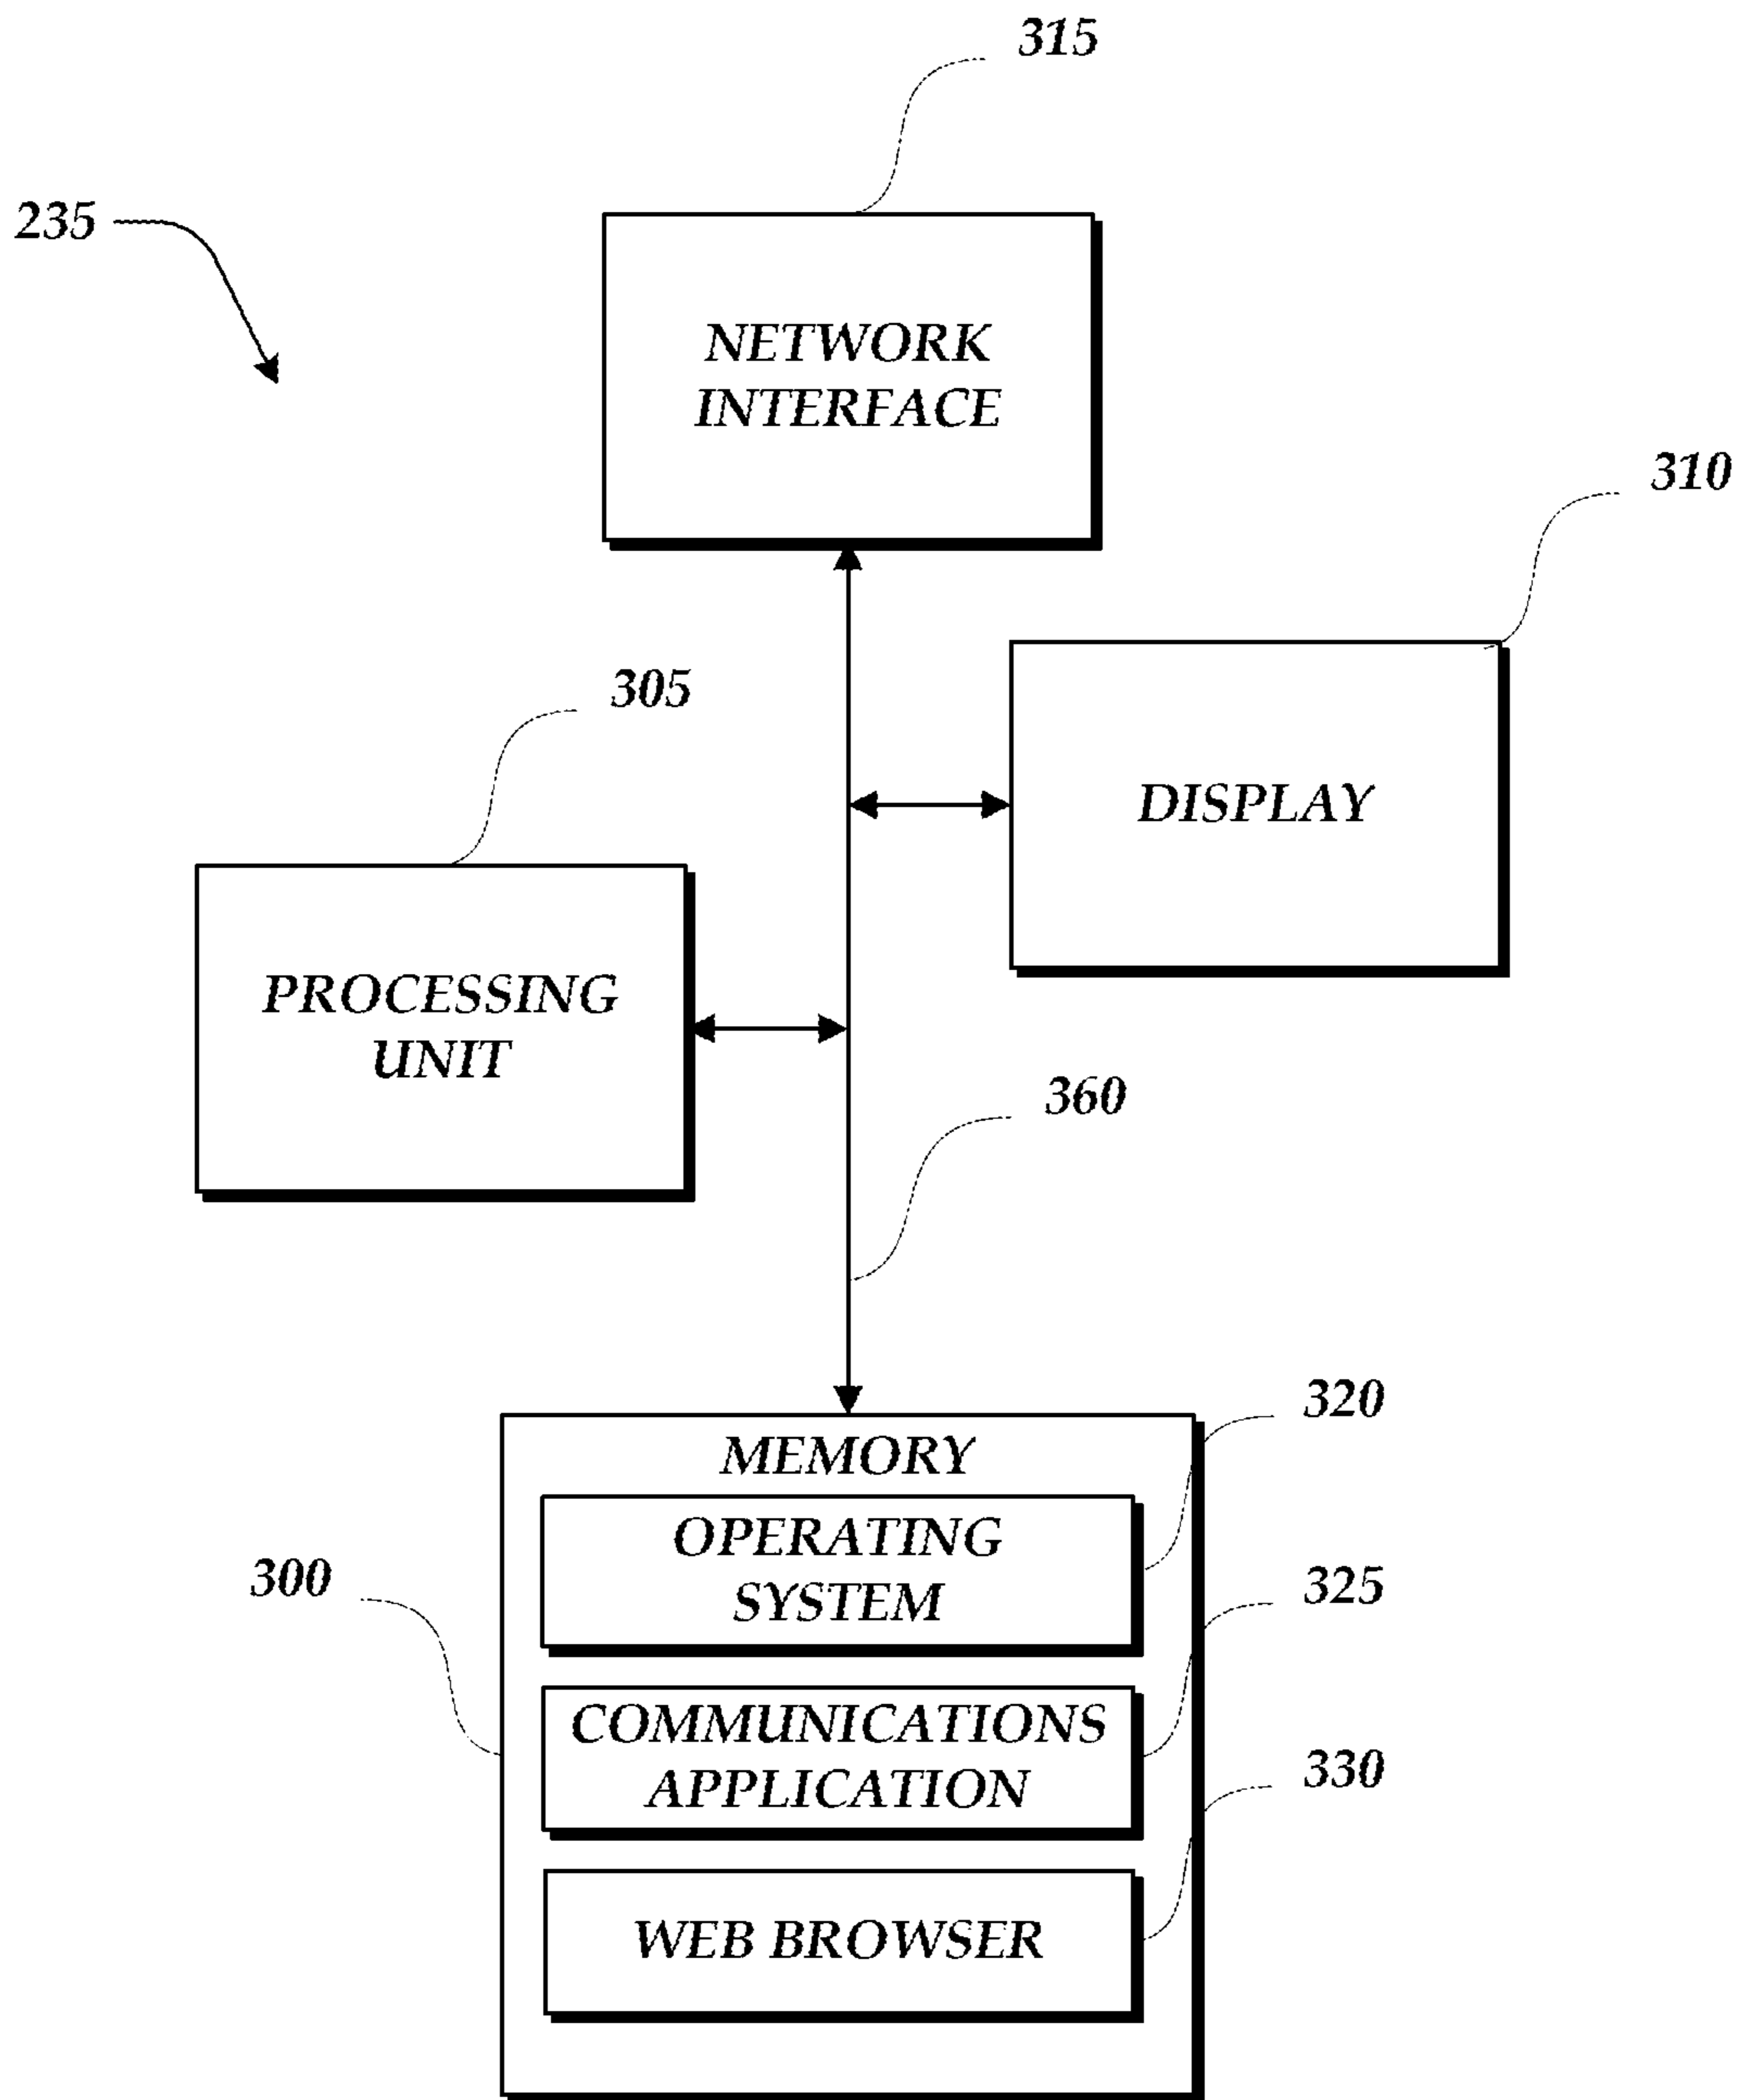 315
235
NETWORK
INTERFACE
310
305
DISPLAY
PROCESSING
UNIT
360
MEMORY
320
OPERATING
SYSTEM
300
325
COMMUNICATIONS
APPLICATION
330
WEB BROWSER